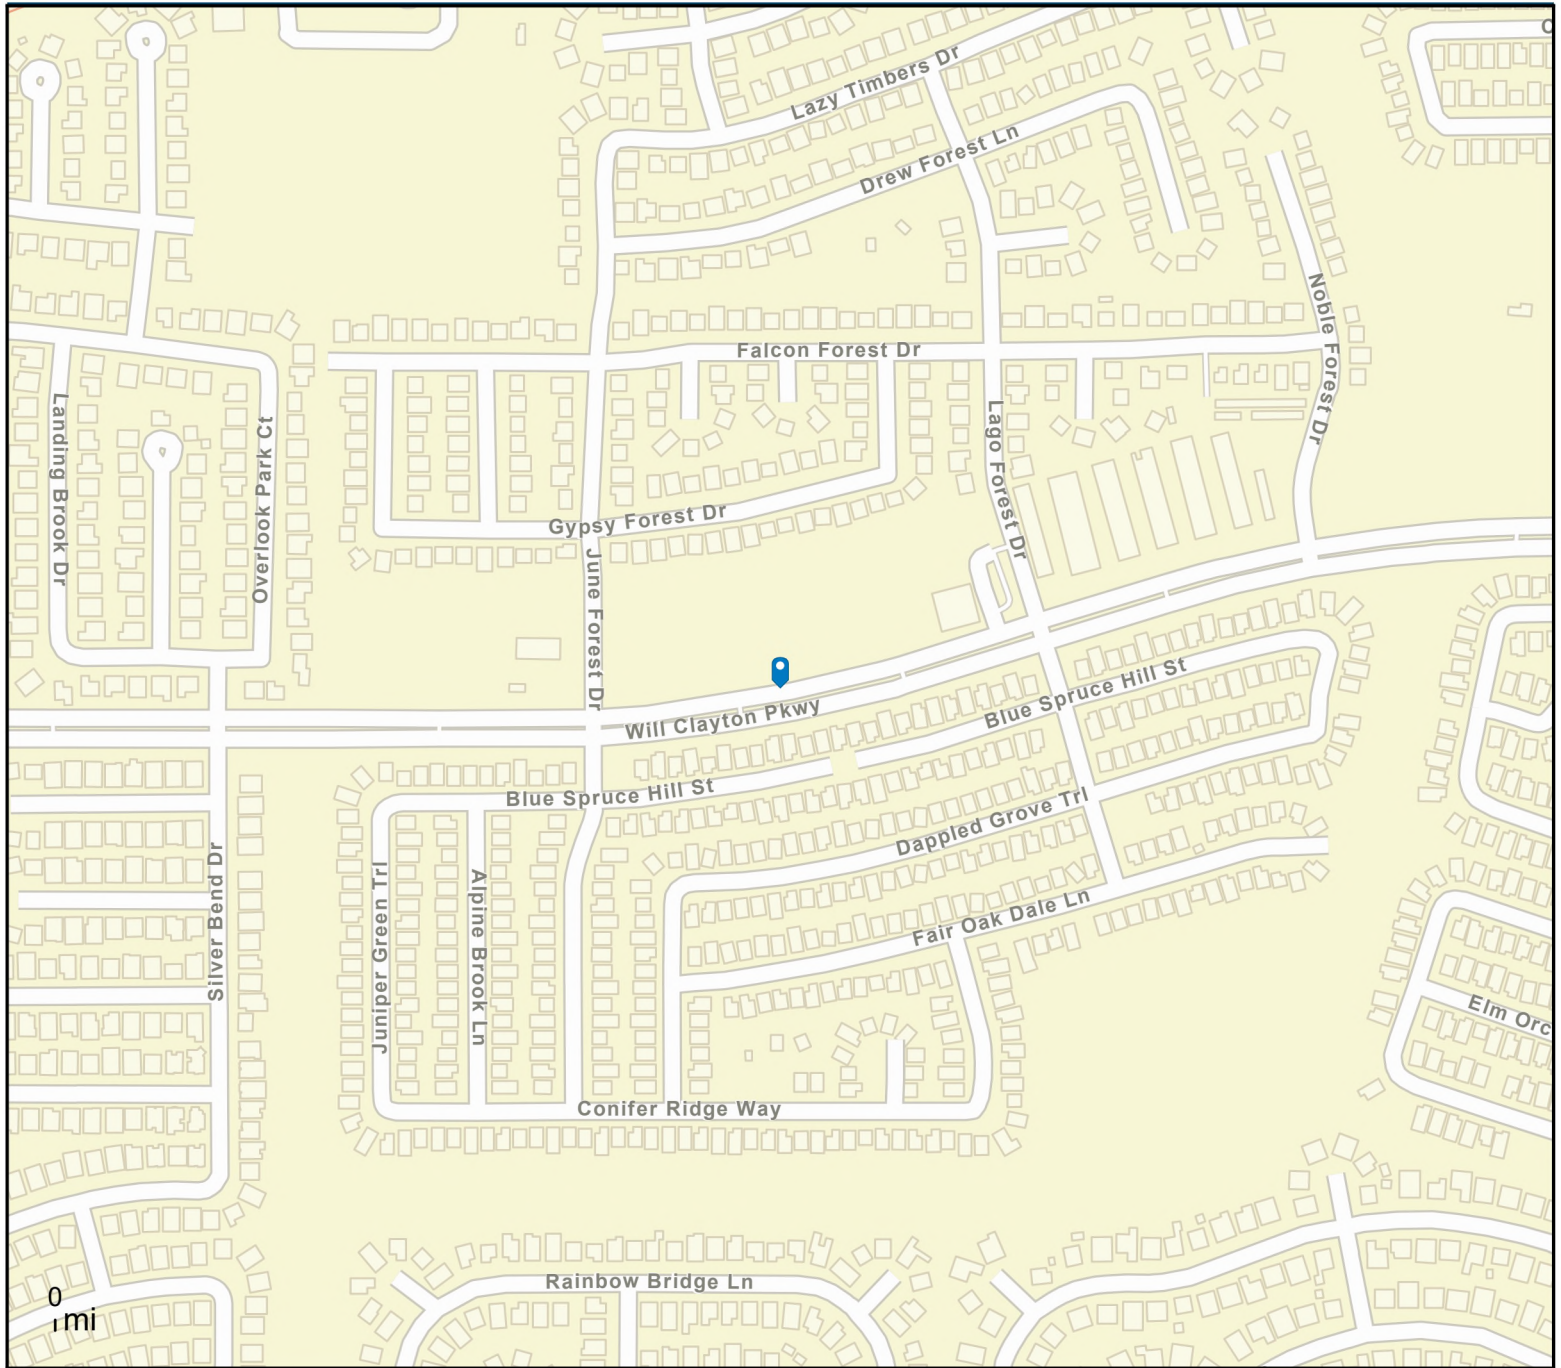 C
Lazy Timbers Dr
Drew Forest Ln
Noble Forest Dr
Falcon Forest Dr
Landing Brook Dr
Overlook Park Ct
Lago Forest Dr
Gypsy Forest Dr
June Forest Dr
Will Clayton Pkwy
Blue Spruce Hill St
Blue Spruce Hill St
Dappled Grove Trl
Silver Bend Dr
Juniper Green Trl
Alpine Brook Ln
Fair Oak Dale Ln
Elm Orc
Conifer Ridge Way
Rainbow Bridge Ln
0
mi